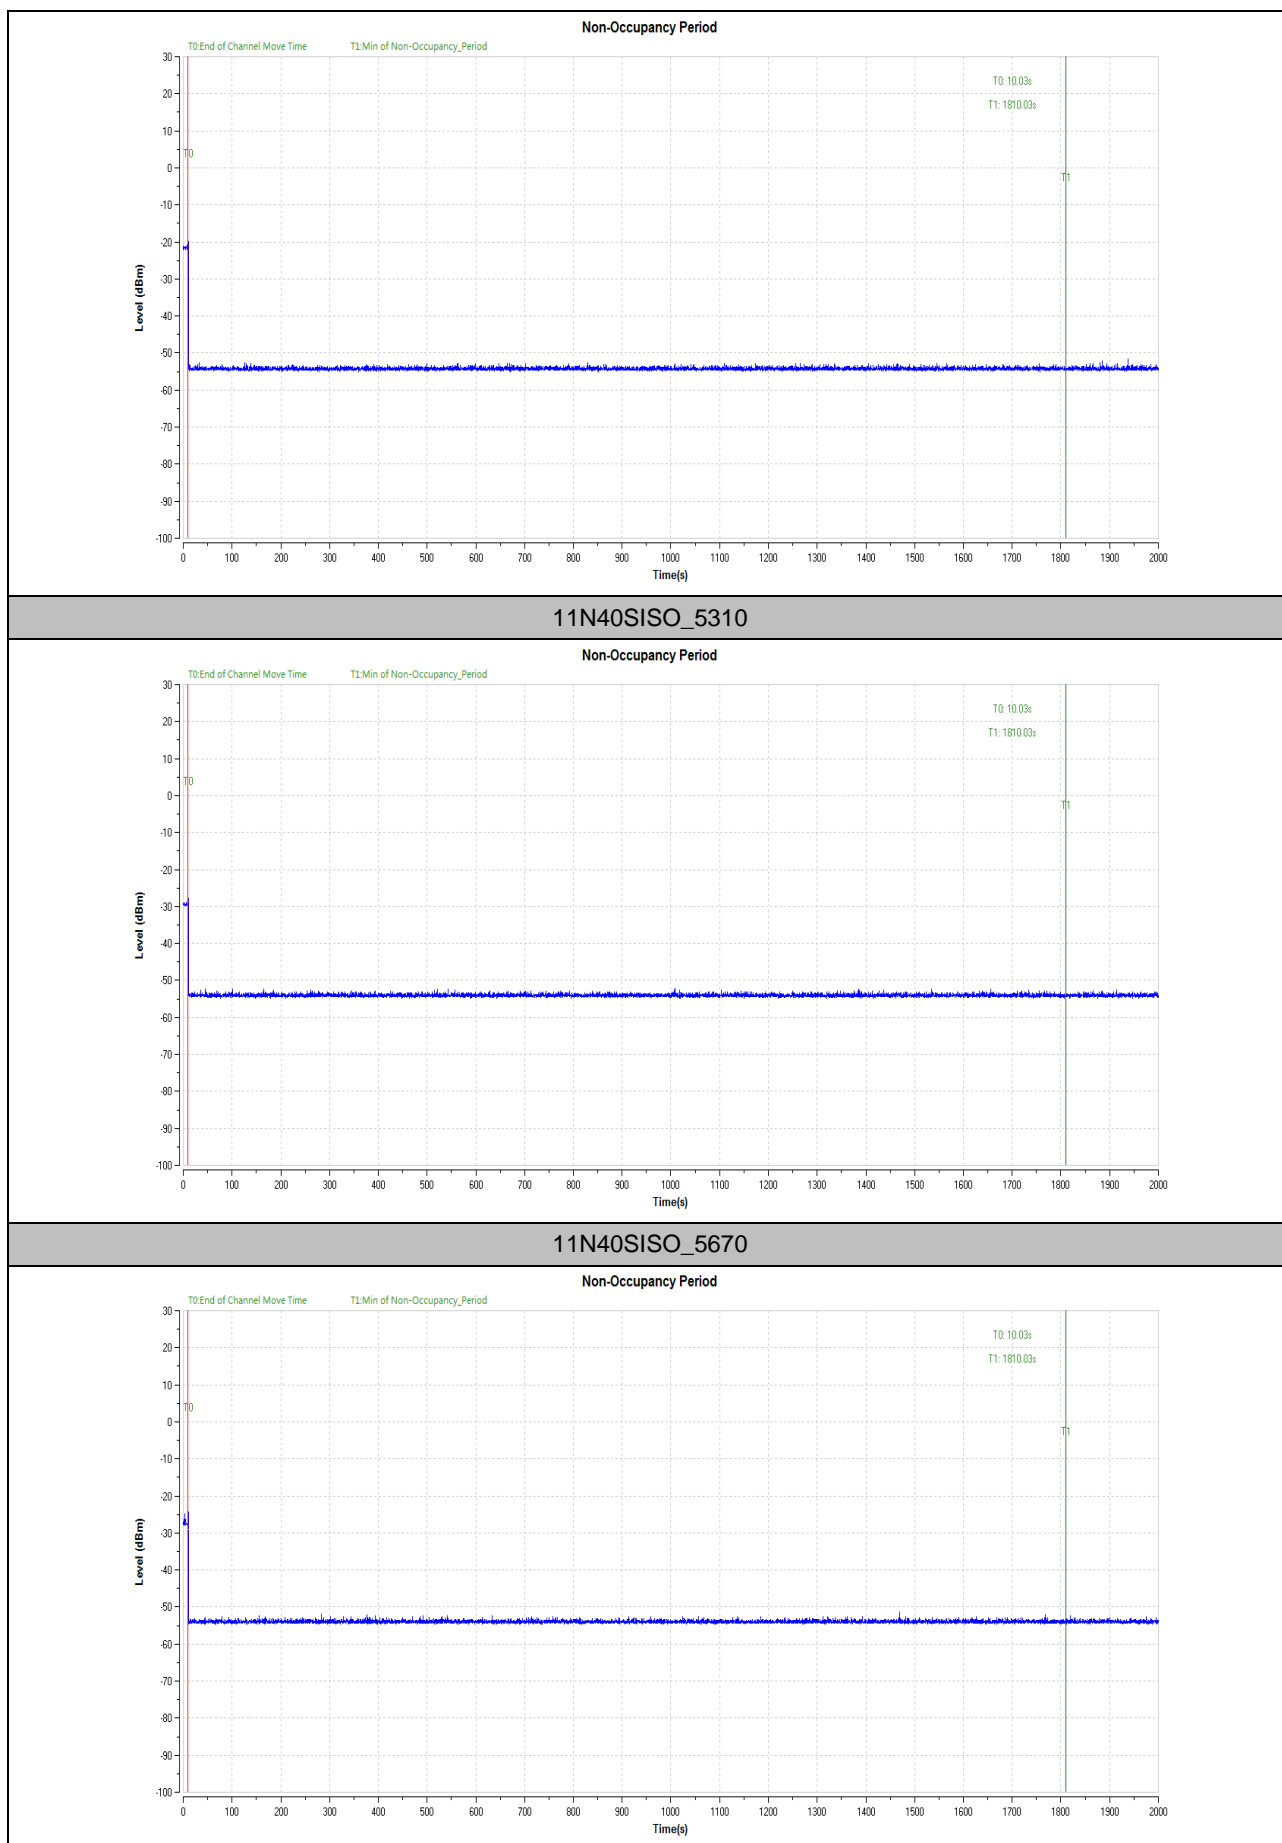 Non-Occupancy Period
T0:End of Channel Move Time T1:Min of Non-Occupancy_Period
T0: 10.03s
T1: 1810.03s
T0
T1
30
20
10
0
-10
-20
-30
-40
-50
-60
-70
-80
-90
-100
Level (dBm)
0 100 200 300 400 500 600 700 800 900 1000 1100 1200 1300 1400 1500 1600 1700 1800 1900 2000
Time(s)
11N40SISO_5310
Non-Occupancy Period
T0:End of Channel Move Time T1:Min of Non-Occupancy_Period
T0: 10.03s
T1: 1810.03s
T0
T1
30
20
10
0
-10
-20
-30
-40
-50
-60
-70
-80
-90
-100
Level (dBm)
0 100 200 300 400 500 600 700 800 900 1000 1100 1200 1300 1400 1500 1600 1700 1800 1900 2000
Time(s)
11N40SISO_5670
Non-Occupancy Period
T0:End of Channel Move Time T1:Min of Non-Occupancy_Period
T0: 10.03s
T1: 1810.03s
T0
T1
30
20
10
0
-10
-20
-30
-40
-50
-60
-70
-80
-90
-100
Level (dBm)
0 100 200 300 400 500 600 700 800 900 1000 1100 1200 1300 1400 1500 1600 1700 1800 1900 2000
Time(s)